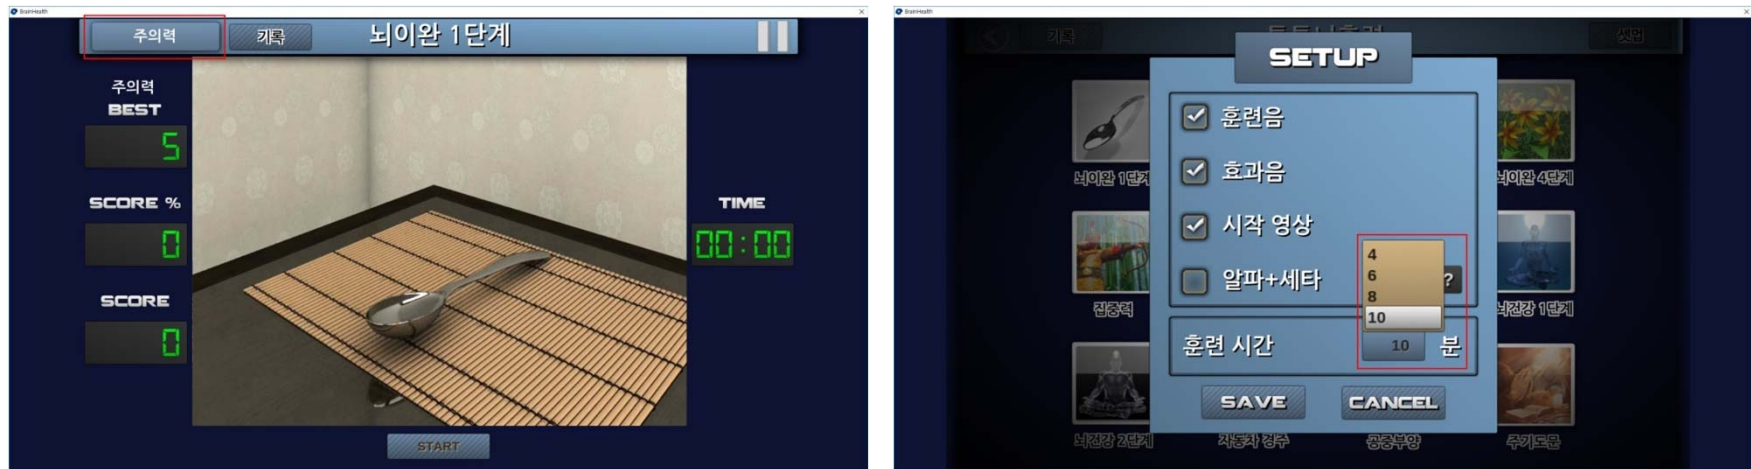 BrainHealth
주의력
기록
뇌이완 1단계
주의력
BEST
5
SCORE %
0
SCORE
0
TIME
00:00
START
BrainHealth
기록
셋업
SETUP
훈련음
효과음
시작 영상
알파+세타
?
4
6
8
10
훈련 시간
10
분
SAVE
CANCEL
뇌이완 1단계
뇌이완 4단계
집중력
뇌건강 1단계
뇌건강 2단계
자동차 경주
공중부양
주기도문